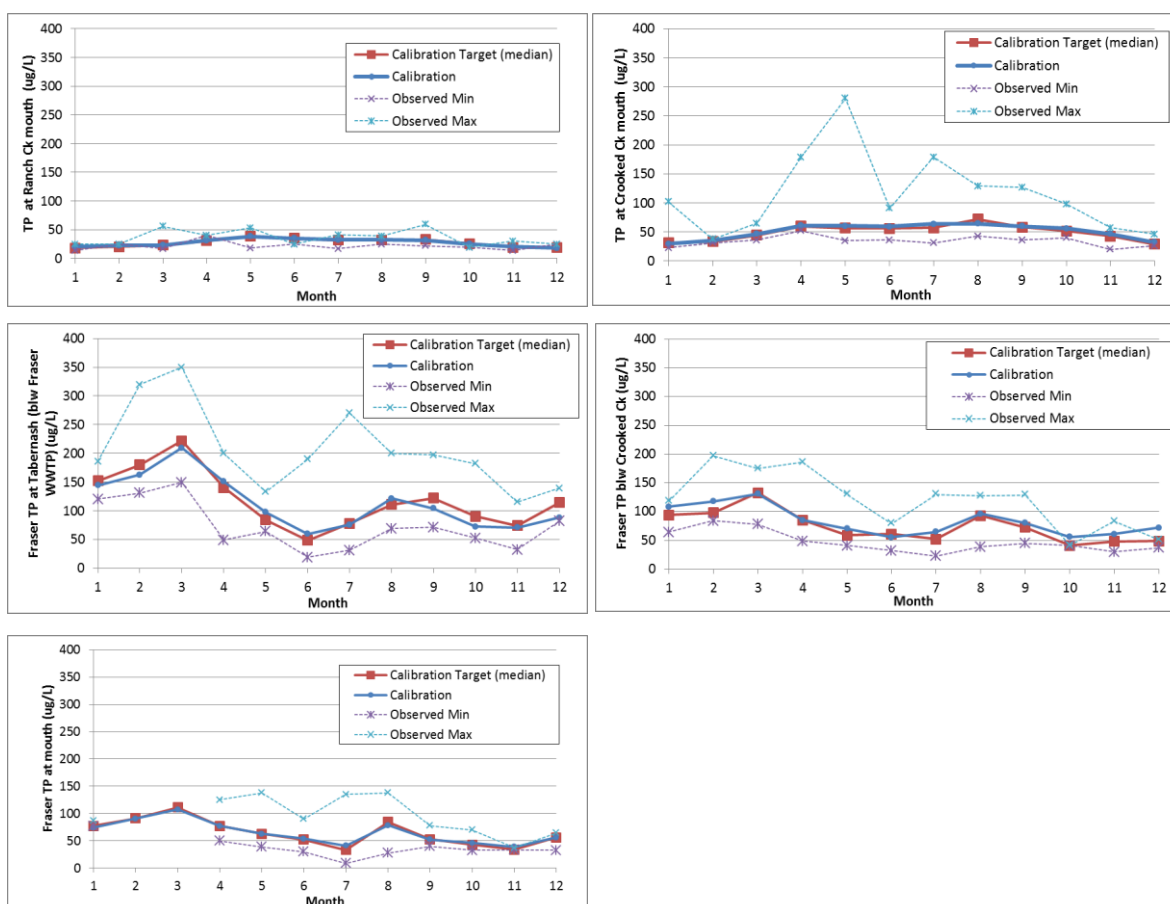 TP at Ranch Ck mouth (ug/L)
400
350
300
250
200
150
100
50
0
1 2 3 4 5 6 7 8 9 10 11 12
Month
Calibration Target (median)
Calibration
Observed Min
Observed Max
TP at Crooked Ck mouth (ug/L)
400
350
300
250
200
150
100
50
0
1 2 3 4 5 6 7 8 9 10 11 12
Month
Calibration Target (median)
Calibration
Observed Min
Observed Max
Fraser TP at Tabernash (blw Fraser
WWTP) (ug/L)
400
350
300
250
200
150
100
50
0
1 2 3 4 5 6 7 8 9 10 11 12
Month
Calibration Target (median)
Calibration
Observed Min
Observed Max
Fraser TP blw Crooked Ck (ug/L)
400
350
300
250
200
150
100
50
0
1 2 3 4 5 6 7 8 9 10 11 12
Month
Calibration Target (median)
Calibration
Observed Min
Observed Max
Fraser TP at mouth (ug/L)
400
350
300
250
200
150
100
50
0
1 2 3 4 5 6 7 8 9 10 11 12
Month
Calibration Target (median)
Calibration
Observed Min
Observed Max